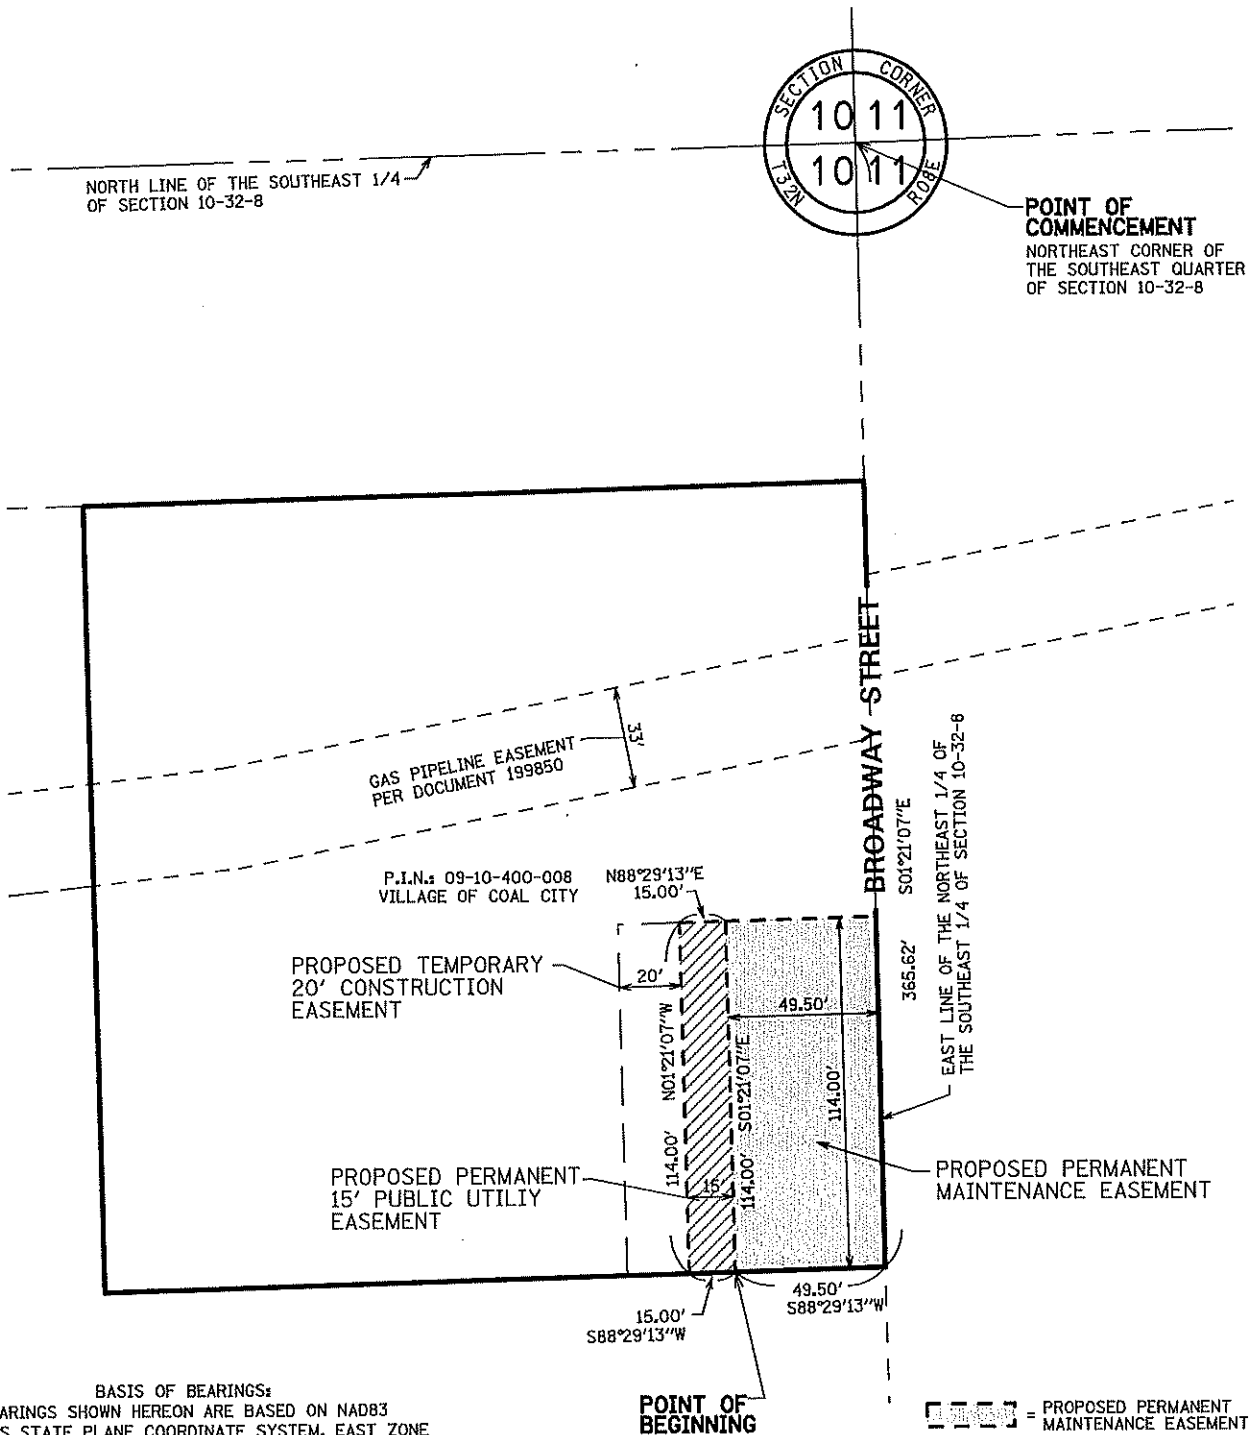 SECTION CORNER
10 11
10 11
T32N R08E
NORTH LINE OF THE SOUTHEAST 1/4
OF SECTION 10-32-8
POINT OF
COMMENCEMENT
NORTHEAST CORNER OF
THE SOUTHEAST QUARTER
OF SECTION 10-32-8
BROADWAY STREET
33'
GAS PIPELINE EASEMENT
PER DOCUMENT 199850
S01°21'07"E
365.62'
EAST LINE OF THE NORTHEAST 1/4 OF
THE SOUTHEAST 1/4 OF SECTION 10-32-8
P.I.N.: 09-10-400-008
VILLAGE OF COAL CITY
N88°29'13"E
15.00'
PROPOSED TEMPORARY
20' CONSTRUCTION
EASEMENT
20'
49.50'
N01°21'07"W
114.00'
S01°21'07"E
114.00'
114.00'
PROPOSED PERMANENT
15' PUBLIC UTILIY
EASEMENT
15'
PROPOSED PERMANENT
MAINTENANCE EASEMENT
49.50'
S88°29'13"W
15.00'
S88°29'13"W
BASIS OF BEARINGS:
ARINGS SHOWN HEREON ARE BASED ON NAD83
S STATE PLANE COORDINATE SYSTEM, EAST ZONE
POINT OF
BEGINNING
= PROPOSED PERMANENT
MAINTENANCE EASEMENT